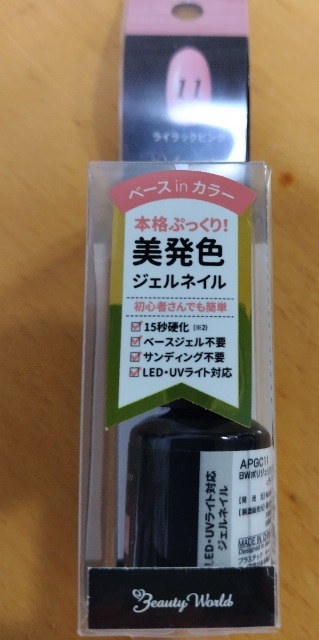 11
ライラックピンク
ベース in カラー
本格ぷっくり!
美発色
ジェルネイル
初心者さんでも簡単
15秒硬化 (※2)
ベースジェル不要
サンディング不要
LED・UVライト対応
APGC11
LED・UVライト対応
ジェルネイル
MADE IN
Beauty World